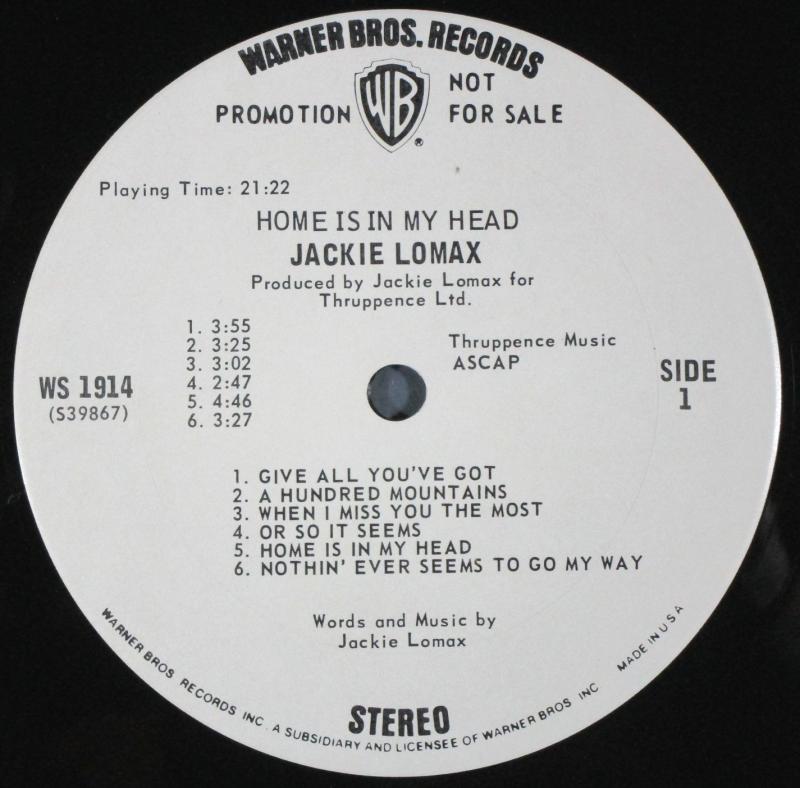 WARNER BROS. RECORDS
PROMOTION WB NOT FOR SALE
®
Playing Time: 21:22
HOME IS IN MY HEAD
JACKIE LOMAX
Produced by Jackie Lomax for
Thruppence Ltd.
1. 3:55
2. 3:25
3. 3:02
4. 2:47
5. 4:46
6. 3:27
Thruppence Music
ASCAP
WS 1914
(S39867)
SIDE
1
1. GIVE ALL YOU'VE GOT
2. A HUNDRED MOUNTAINS
3. WHEN I MISS YOU THE MOST
4. OR SO IT SEEMS
5. HOME IS IN MY HEAD
6. NOTHIN' EVER SEEMS TO GO MY WAY
Words and Music by
Jackie Lomax
STEREO
WARNER BROS RECORDS INC. A SUBSIDIARY AND LICENSEE OF WARNER BROS INC MADE IN U S A